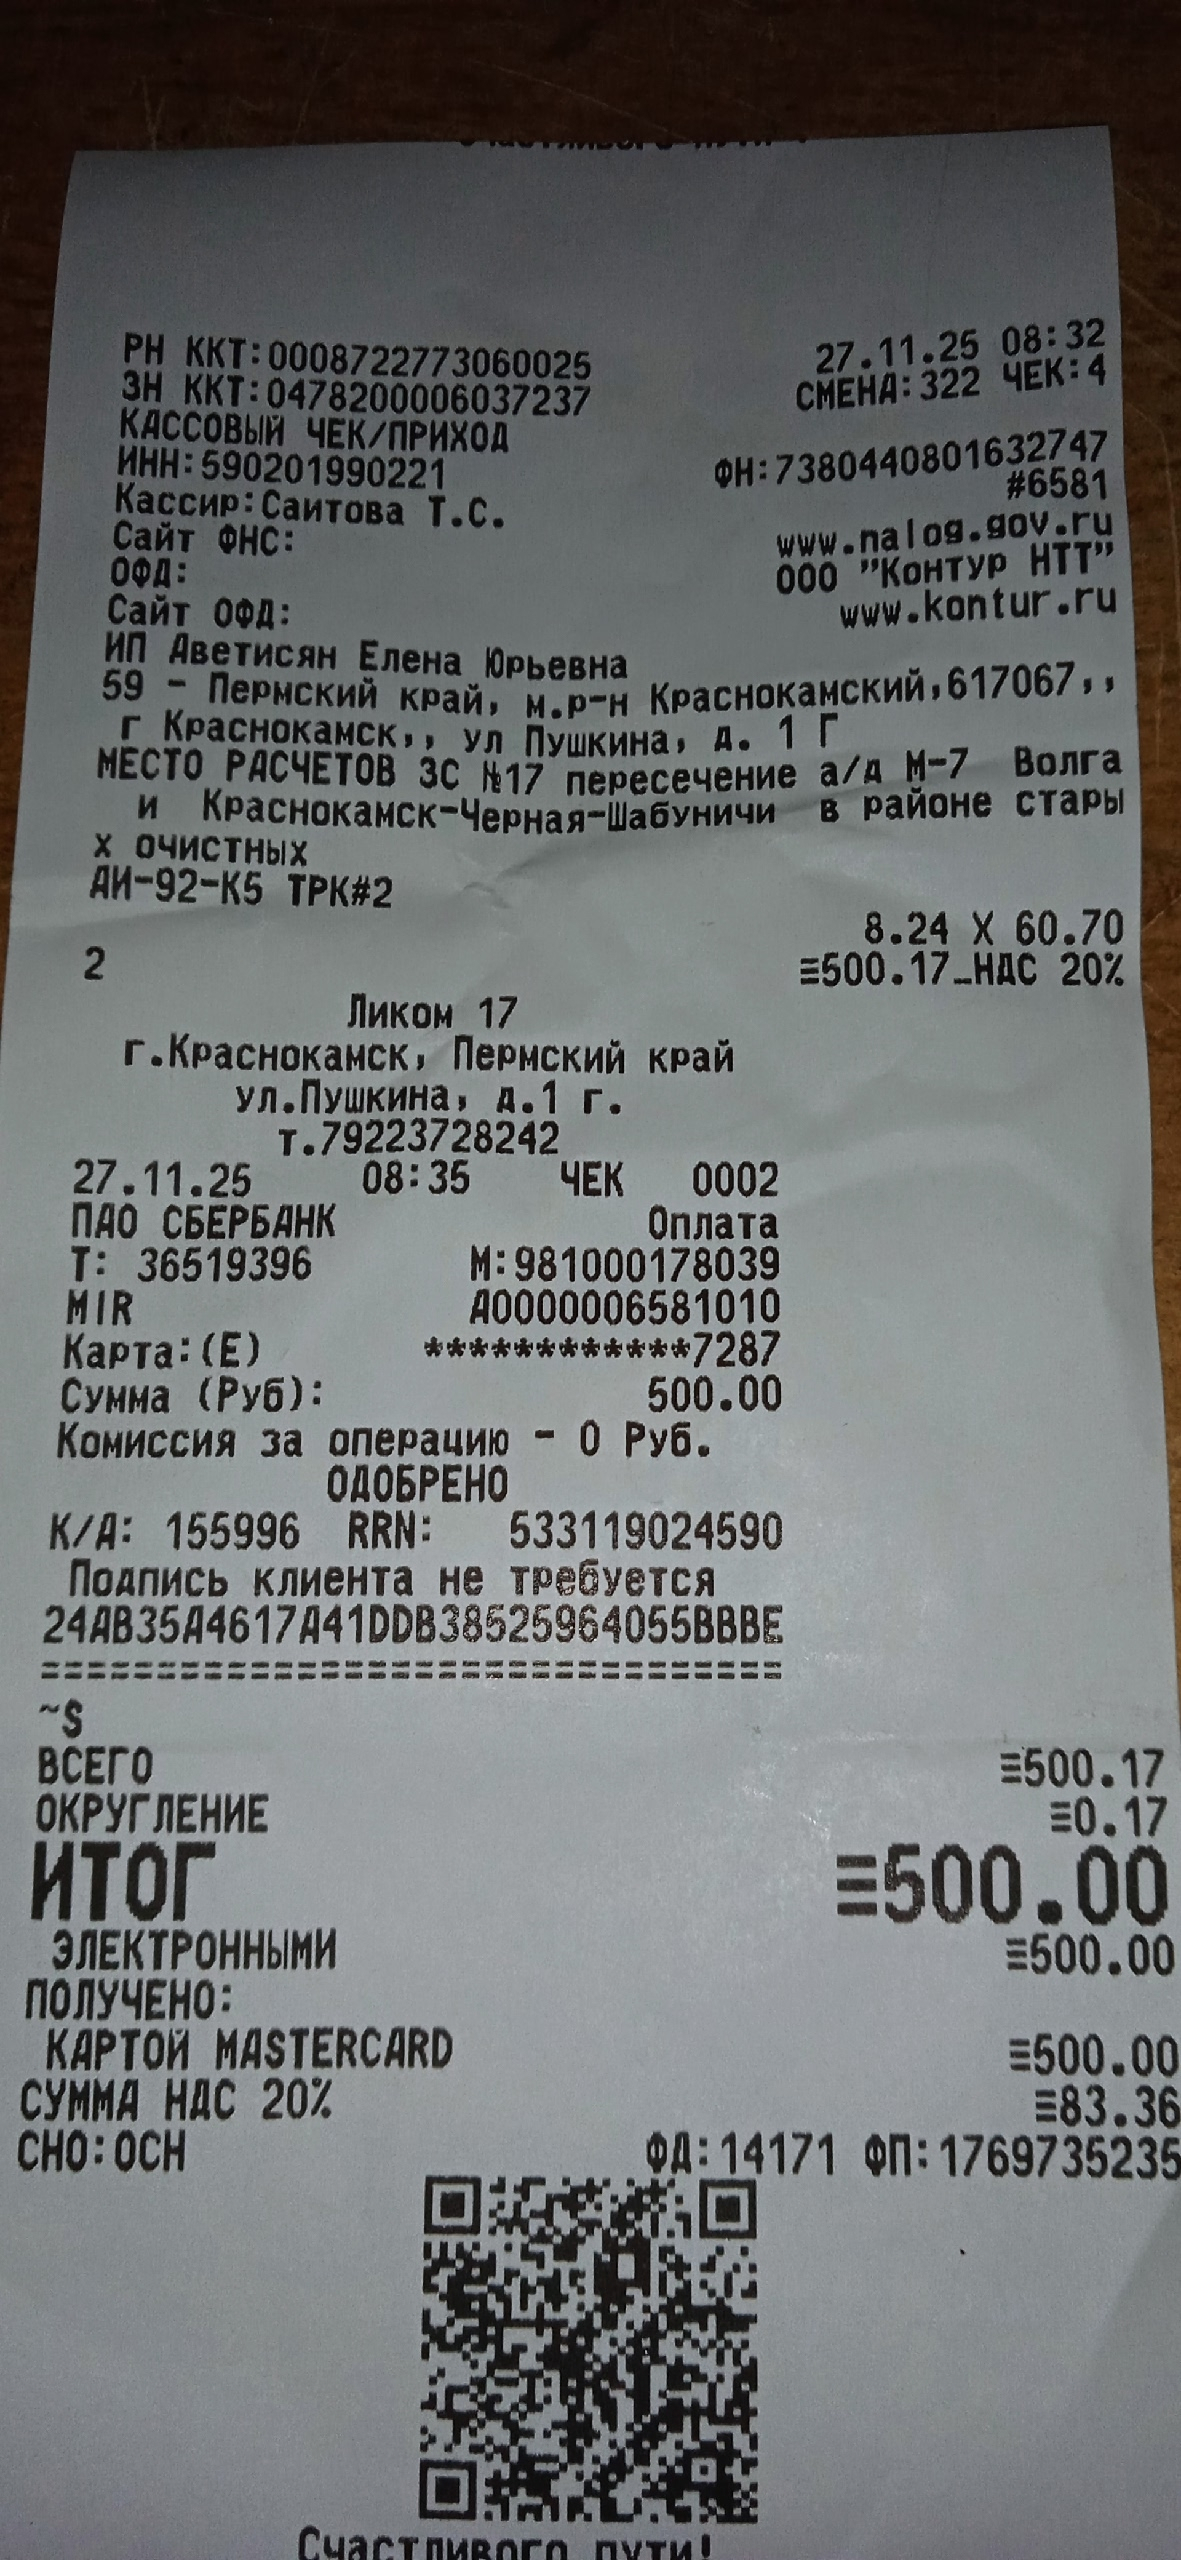 РН ККТ:0008722773060025 27.11.25 08:32
ЗН ККТ:0478200006037237 СМЕНА:322 ЧЕК:4
КАССОВЫЙ ЧЕК/ПРИХОД
ИНН:590201990221 ФН:7380440801632747
Кассир:Саитова Т.С. #6581
Сайт ФНС: www.nalog.gov.ru
ОФД: ООО "Контур НТТ"
Сайт ОФД: www.kontur.ru
ИП Аветисян Елена Юрьевна
59 - Пермский край, м.р-н Краснокамский,617067,,
г Краснокамск,, ул Пушкина, д. 1 Г
МЕСТО РАСЧЕТОВ ЗС №17 пересечение а/д М-7 Волга
и Краснокамск-Черная-Шабуничи в районе стары
х очистных
АИ-92-К5 ТРК#2
8.24 X 60.70
2 ≡500.17_НДС 20%
Ликом 17
г.Краснокамск, Пермский край
ул.Пушкина, д.1 г.
т.79223728242
27.11.25 08:35 ЧЕК 0002
ПАО СБЕРБАНК Оплата
Т: 36519396 М:981000178039
MIR A0000006581010
Карта:(E) ************7287
Сумма (Руб): 500.00
Комиссия за операцию - 0 Руб.
ОДОБРЕНО
К/А: 155996 RRN: 533119024590
Подпись клиента не требуется
24AB35A4617A41DDB38525964055BBBE
================================
~S
ВСЕГО ≡500.17
ОКРУГЛЕНИЕ ≡0.17
ИТОГ ≡500.00
ЭЛЕКТРОННЫМИ ≡500.00
ПОЛУЧЕНО:
КАРТОЙ MASTERCARD ≡500.00
СУММА НДС 20% ≡83.36
СНО:ОСН ФД:14171 ФП:1769735235
Счастливого пути!